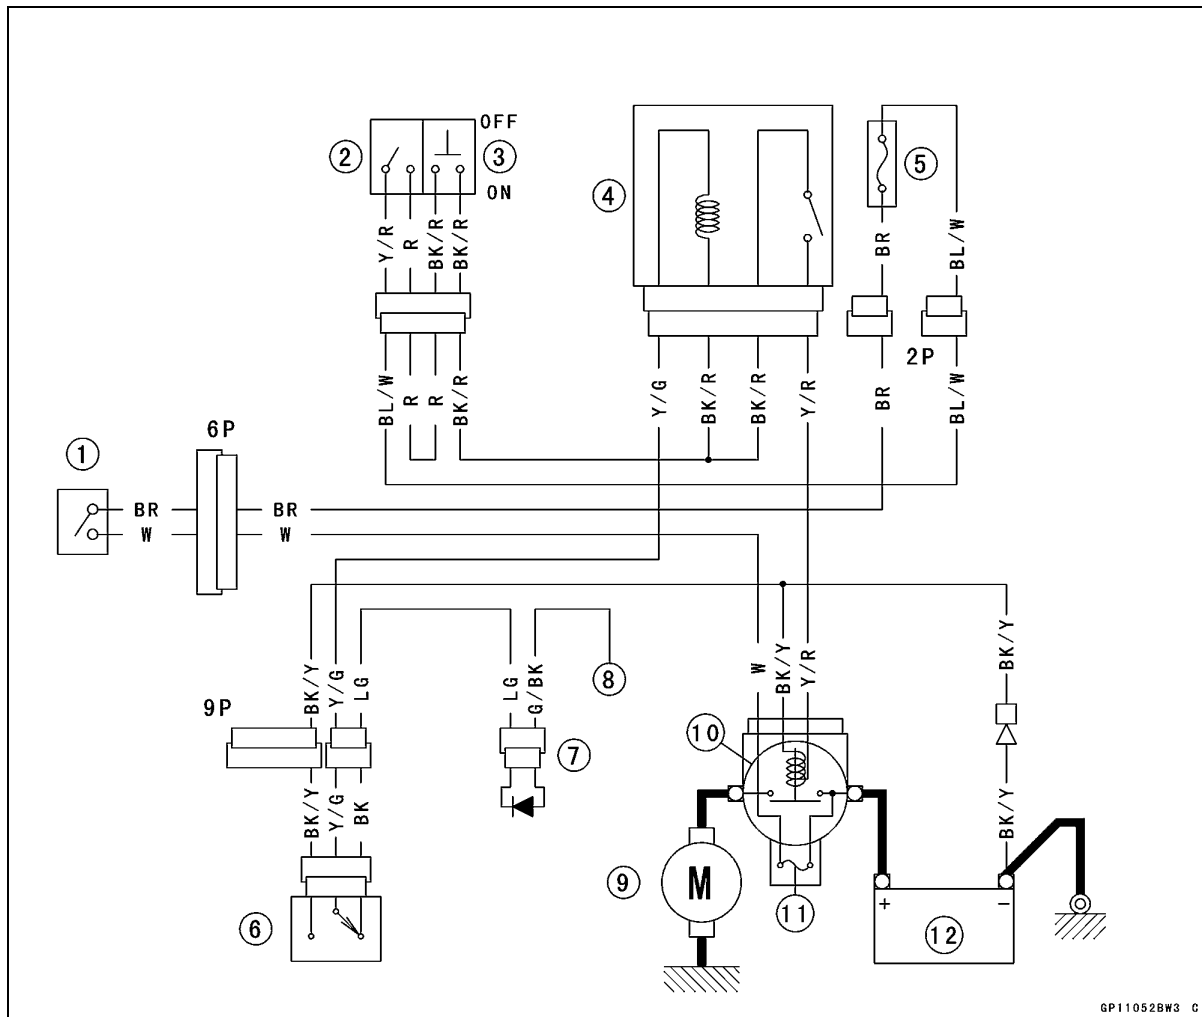 OFF
2
3
ON
4
5
Y/R
R
BK/R
BK/R
BR
BL/W
2P
BL/W
R
R
BK/R
Y/G
BK/R
BK/R
Y/R
BR
BL/W
6P
1
BR
BR
W
W
BK/Y
Y/G
LG
LG
G/BK
8
W
BK/Y
Y/R
BK/Y
9P
7
10
BK/Y
Y/G
BK
BK/Y
9
M
11
6
+
−
12
GP11052BW3 C